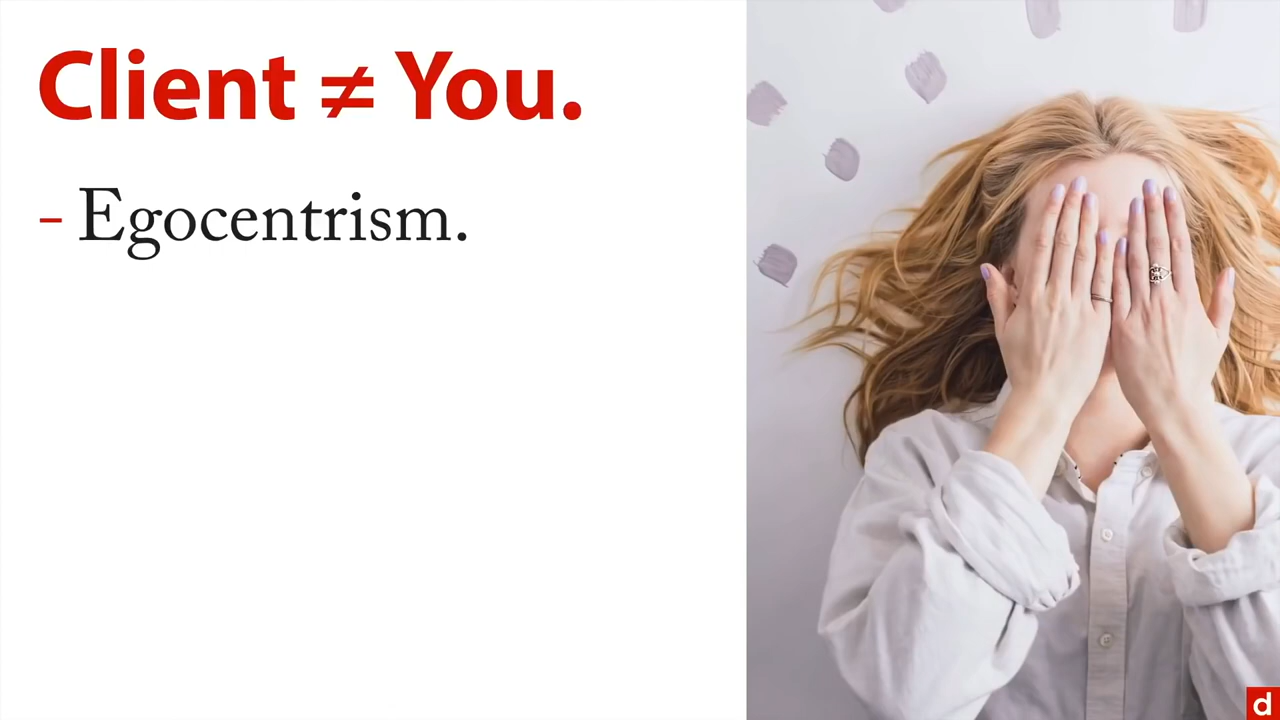 Client ≠ You.
- Egocentrism.
d